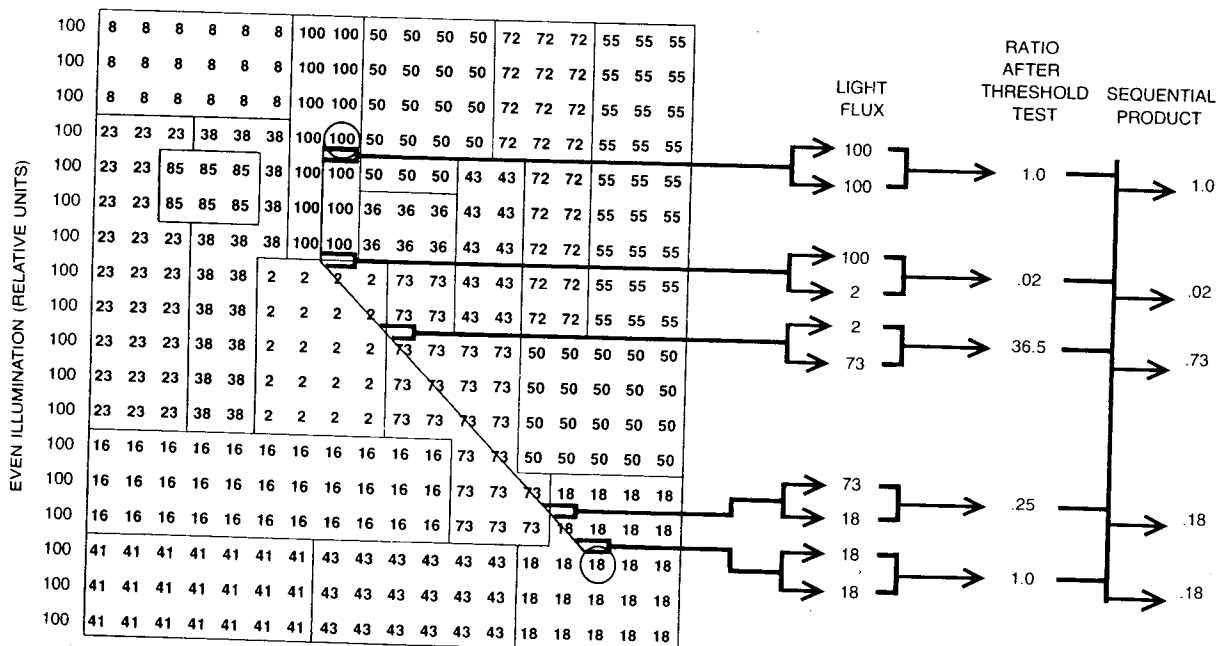 EVEN ILLUMINATION (RELATIVE UNITS)
100 8 8 8 8 8 8 100 100 50 50 50 50 72 72 72 55 55 55
100 8 8 8 8 8 8 100 100 50 50 50 50 72 72 72 55 55 55
100 8 8 8 8 8 8 100 100 50 50 50 50 72 72 72 55 55 55
100 23 23 23 38 38 38 100 100 50 50 50 50 72 72 72 55 55 55
100 23 23 85 85 85 38 100 100 50 50 50 43 43 72 72 55 55 55
100 23 23 85 85 85 38 100 100 36 36 36 43 43 72 72 55 55 55
100 23 23 23 38 38 38 100 100 36 36 36 43 43 72 72 55 55 55
100 23 23 23 38 38 2 2 2 2 73 73 43 43 72 72 55 55 55
100 23 23 23 38 38 2 2 2 2 73 73 43 43 72 72 55 55 55
100 23 23 23 38 38 2 2 2 2 73 73 73 73 50 50 50 50 50
100 23 23 23 38 38 2 2 2 2 73 73 73 73 50 50 50 50 50
100 23 23 23 38 38 2 2 2 2 73 73 73 73 50 50 50 50 50
100 16 16 16 16 16 16 16 16 16 16 16 73 73 50 50 50 50 50
100 16 16 16 16 16 16 16 16 16 16 16 73 73 73 18 18 18 18
100 16 16 16 16 16 16 16 16 16 16 16 73 73 73 18 18 18 18
100 41 41 41 41 41 41 41 43 43 43 43 43 43 18 18 18 18 18
100 41 41 41 41 41 41 41 43 43 43 43 43 43 18 18 18 18 18
100 41 41 41 41 41 41 41 43 43 43 43 43 43 18 18 18 18 18
LIGHT
FLUX
100
100
100
2
2
73
73
18
18
18
RATIO
AFTER
THRESHOLD
TEST
1.0
.02
36.5
.25
1.0
SEQUENTIAL
PRODUCT
1.0
.02
.73
.18
.18